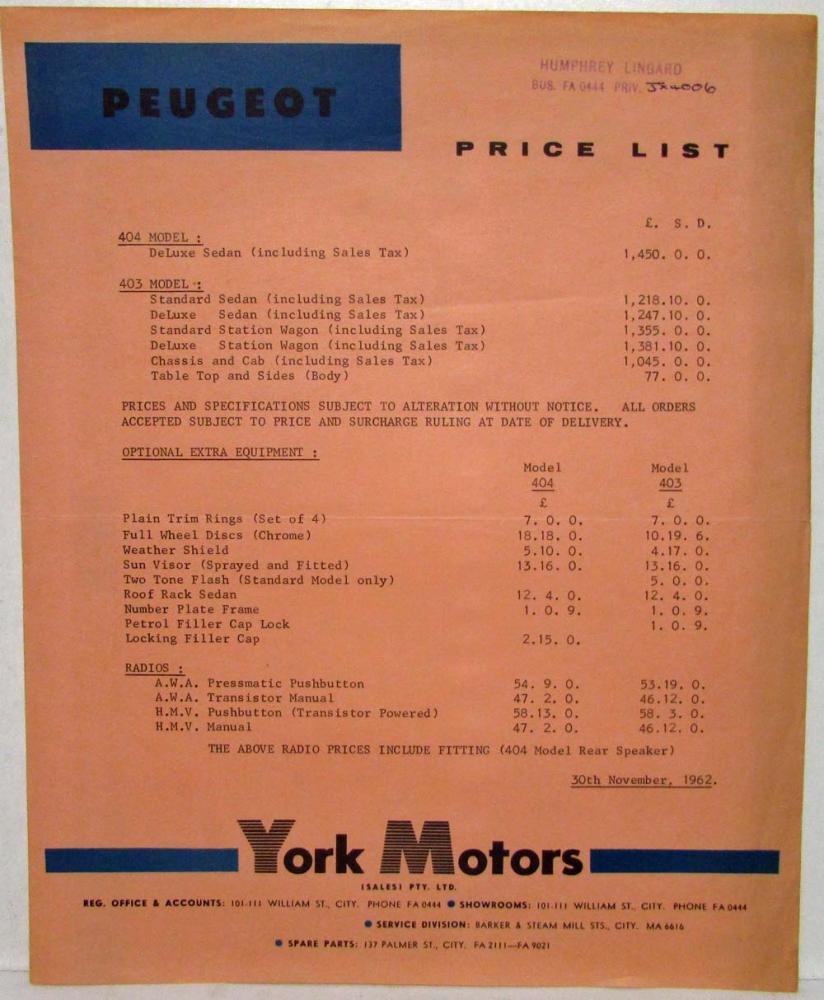 PEUGEOT
HUMPHREY LINGARD
BUS. FA 0444 PRIV. JX4006
PRICE LIST
£. S. D.
404 MODEL :
DeLuxe Sedan (including Sales Tax) 1,450. 0. 0.
403 MODEL :
Standard Sedan (including Sales Tax) 1,218.10. 0.
DeLuxe Sedan (including Sales Tax) 1,247.10. 0.
Standard Station Wagon (including Sales Tax) 1,355. 0. 0.
DeLuxe Station Wagon (including Sales Tax) 1,381.10. 0.
Chassis and Cab (including Sales Tax) 1,045. 0. 0.
Table Top and Sides (Body) 77. 0. 0.
PRICES AND SPECIFICATIONS SUBJECT TO ALTERATION WITHOUT NOTICE. ALL ORDERS
ACCEPTED SUBJECT TO PRICE AND SURCHARGE RULING AT DATE OF DELIVERY.
OPTIONAL EXTRA EQUIPMENT :
Model Model
404 403
£ £
Plain Trim Rings (Set of 4) 7. 0. 0. 7. 0. 0.
Full Wheel Discs (Chrome) 18.18. 0. 10.19. 6.
Weather Shield 5.10. 0. 4.17. 0.
Sun Visor (Sprayed and Fitted) 13.16. 0. 13.16. 0.
Two Tone Flash (Standard Model only) 5. 0. 0.
Roof Rack Sedan 12. 4. 0. 12. 4. 0.
Number Plate Frame 1. 0. 9. 1. 0. 9.
Petrol Filler Cap Lock 1. 0. 9.
Locking Filler Cap 2.15. 0.
RADIOS :
A.W.A. Pressmatic Pushbutton 54. 9. 0. 53.19. 0.
A.W.A. Transistor Manual 47. 2. 0. 46.12. 0.
H.M.V. Pushbutton (Transistor Powered) 58.13. 0. 58. 3. 0.
H.M.V. Manual 47. 2. 0. 46.12. 0.
THE ABOVE RADIO PRICES INCLUDE FITTING (404 Model Rear Speaker)
30th November, 1962.
York Motors
(SALES) PTY. LTD.
REG. OFFICE & ACCOUNTS: 101-111 WILLIAM ST., CITY. PHONE FA 0444 ● SHOWROOMS: 101-111 WILLIAM ST., CITY. PHONE FA 0444
● SERVICE DIVISION: BARKER & STEAM MILL STS., CITY. MA 6616
● SPARE PARTS: 137 PALMER ST., CITY. FA 2111—FA 9021